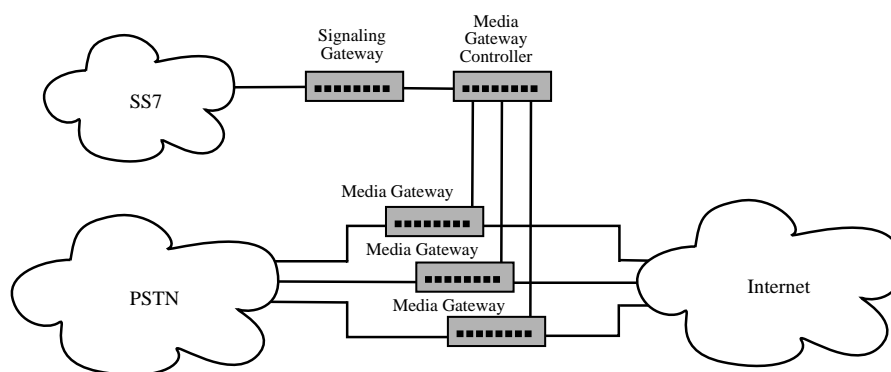 Signaling
Gateway
Media
Gateway
Controller
SS7
Media Gateway
Media Gateway
Media Gateway
PSTN
Internet